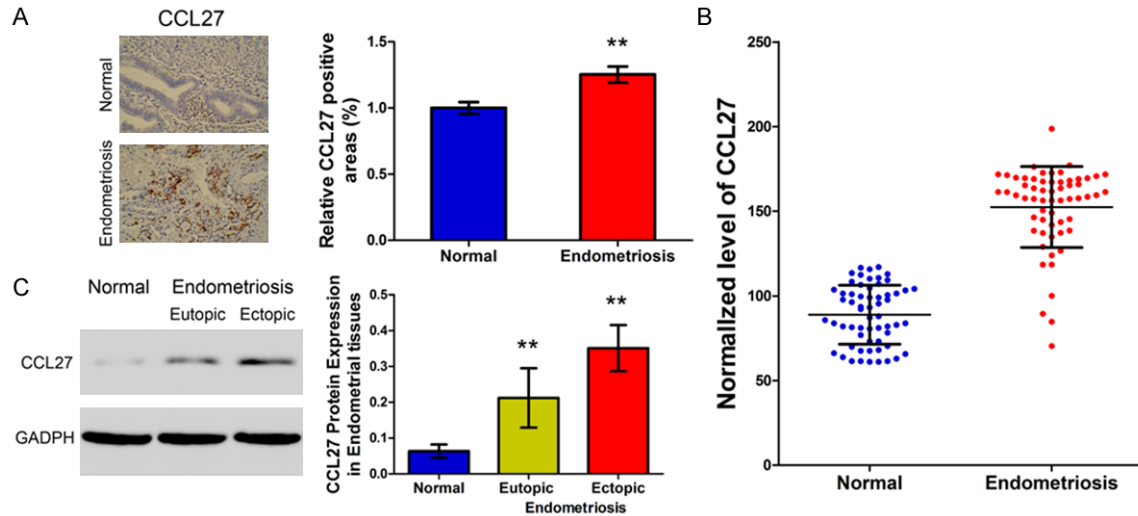 A
CCL27
Normal
Endometriosis
Relative CCL27 positive
areas (%)
1.5
1.0
0.5
0.0
**
Normal
Endometriosis
B
Normalized level of CCL27
250
200
150
100
50
0
Normal
Endometriosis
C
Normal
Endometriosis
Eutopic
Ectopic
CCL27
GADPH
CCL27 Protein Expression
in Endometrial tissues
0.5
0.4
0.3
0.2
0.1
0.0
**
**
Normal
Eutopic
Ectopic
Endometriosis